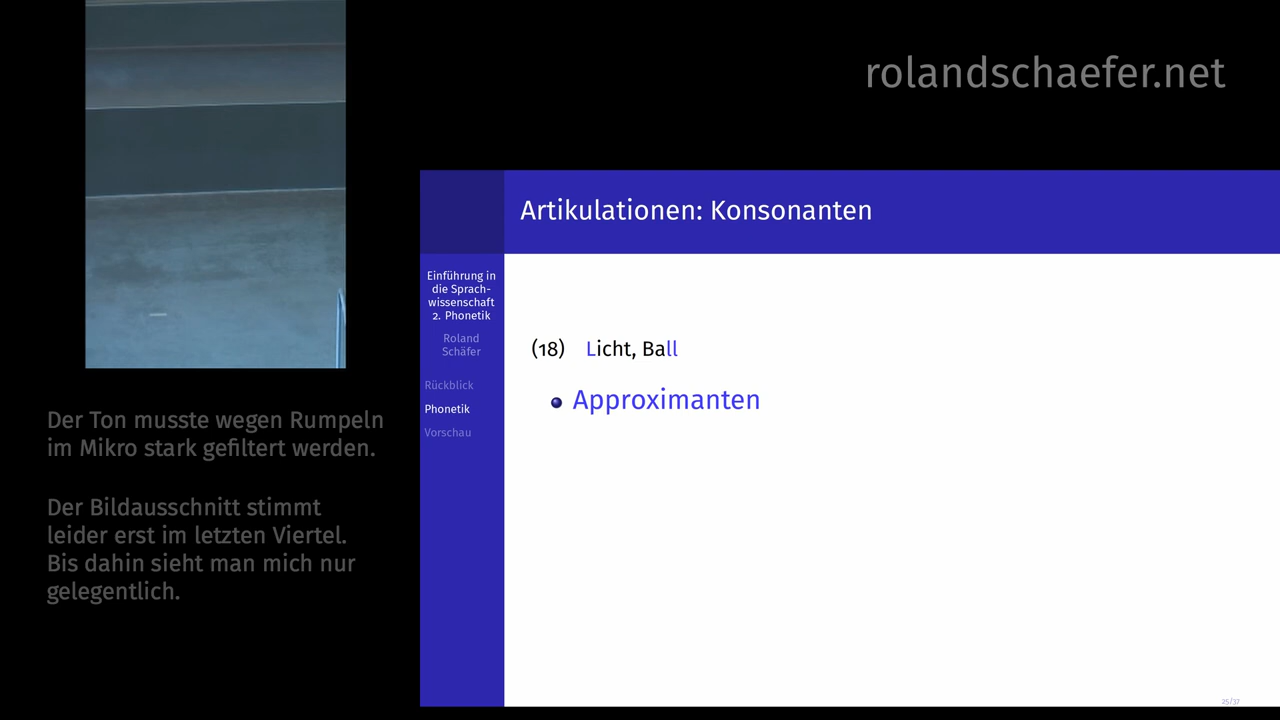 rolandschaefer.net
Artikulationen: Konsonanten
Einführung in
die Sprach-
wissenschaft
2. Phonetik
Roland
Schäfer
Rückblick
Phonetik
Vorschau
(18) Licht, Ball
Approximanten
25/37
Der Ton musste wegen Rumpeln
im Mikro stark gefiltert werden.
Der Bildausschnitt stimmt
leider erst im letzten Viertel.
Bis dahin sieht man mich nur
gelegentlich.